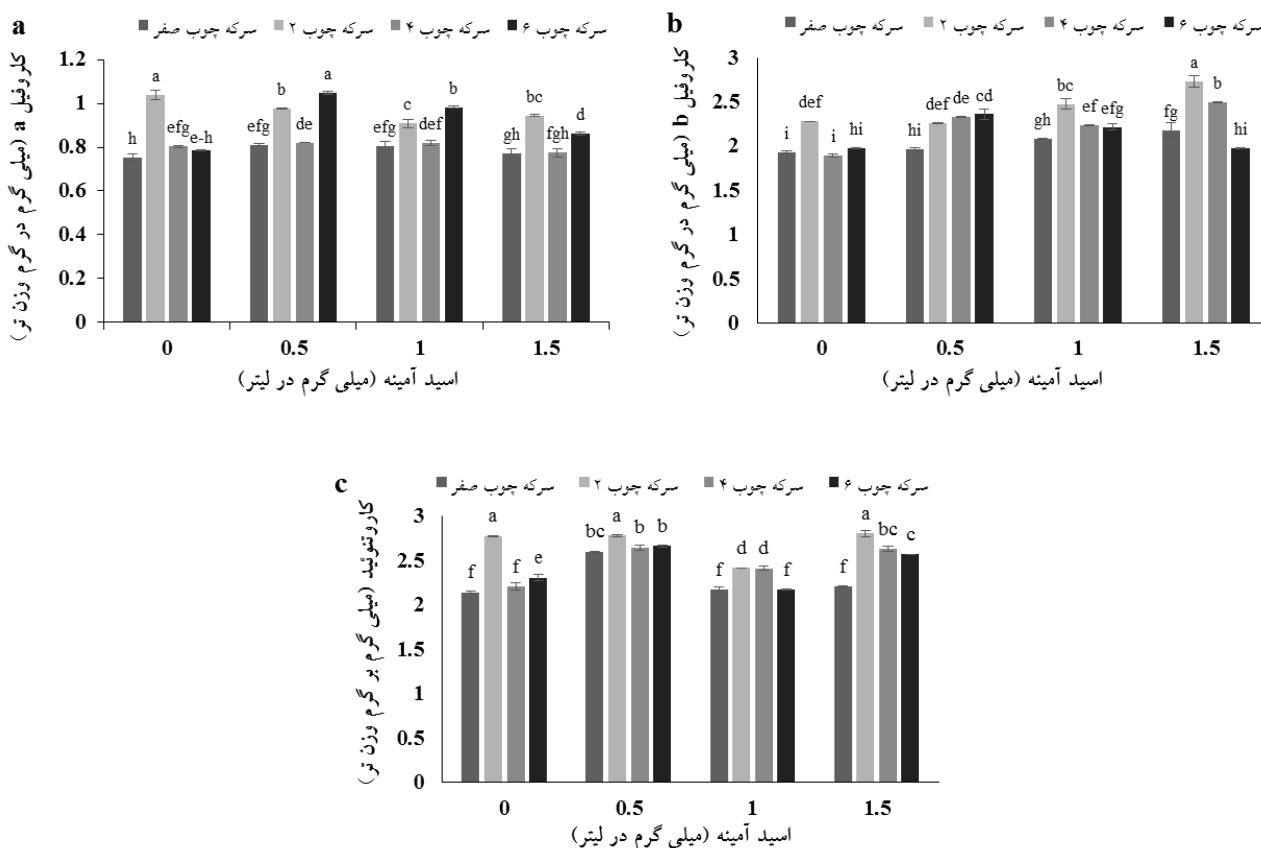 a
سرکه چوب صفر سرکه چوب ۲ سرکه چوب ۴ سرکه چوب ۶
کلروفیل a (میلی گرم در گرم وزن تر)
1.2
1
0.8
0.6
0.4
0.2
0
h a efg e-h
efg b de a
efg c def b
gh bc fgh d
0 0.5 1 1.5
اسید آمینه (میلی گرم در لیتر)
b
سرکه چوب صفر سرکه چوب ۲ سرکه چوب ۴ سرکه چوب ۶
کلروفیل b (میلی گرم در گرم وزن تر)
3
2.5
2
1.5
1
0.5
0
i def i hi
hi def de cd
gh bc ef efg
fg a b hi
0 0.5 1 1.5
اسید آمینه (میلی گرم در لیتر)
c
سرکه چوب صفر سرکه چوب ۲ سرکه چوب ۴ سرکه چوب ۶
کاروتنوئید (میلی گرم بر گرم وزن تر)
3
2.5
2
1.5
1
0.5
0
f a f e
bc a b b
f d d f
f a bc c
0 0.5 1 1.5
اسید آمینه (میلی گرم در لیتر)